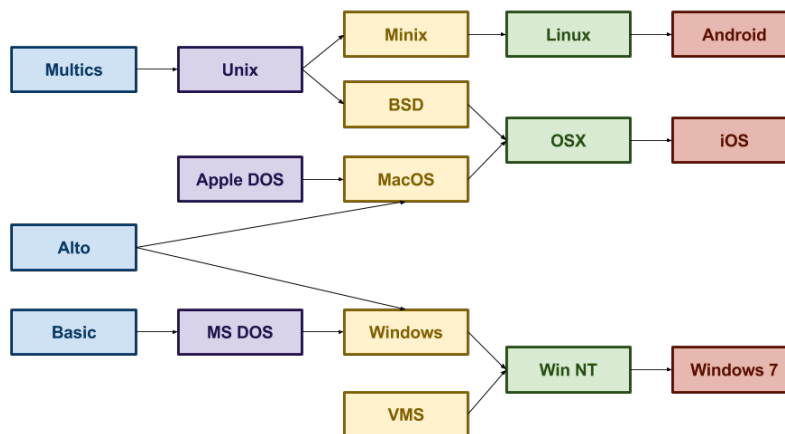 Minix
Linux
Android
Multics
Unix
BSD
OSX
iOS
Apple DOS
MacOS
Alto
Basic
MS DOS
Windows
Win NT
Windows 7
VMS